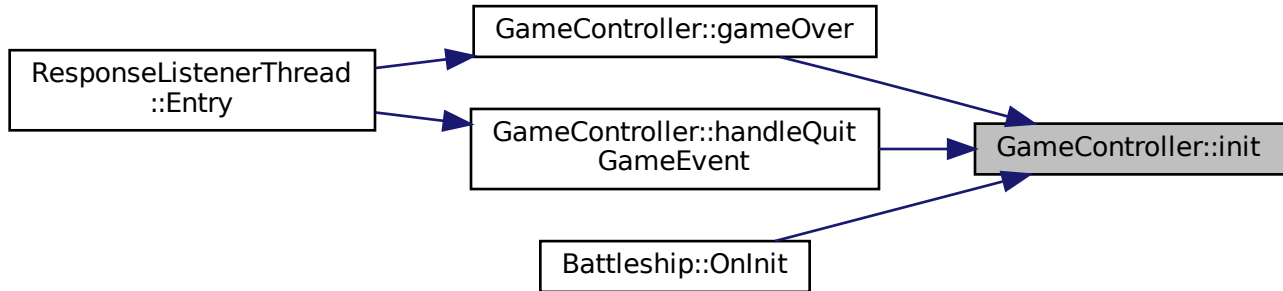 ResponseListenerThread
::Entry
GameController::gameOver
GameController::handleQuit
GameEvent
Battleship::OnInit
GameController::init